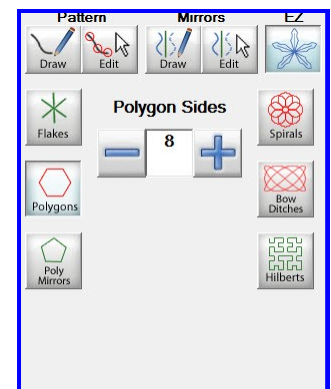 Pattern Mirrors EZ
Draw Edit Draw Edit
Polygon Sides
Flakes
8
Spirals
Polygons
Bow
Ditches
Poly
Mirrors
Hilberts